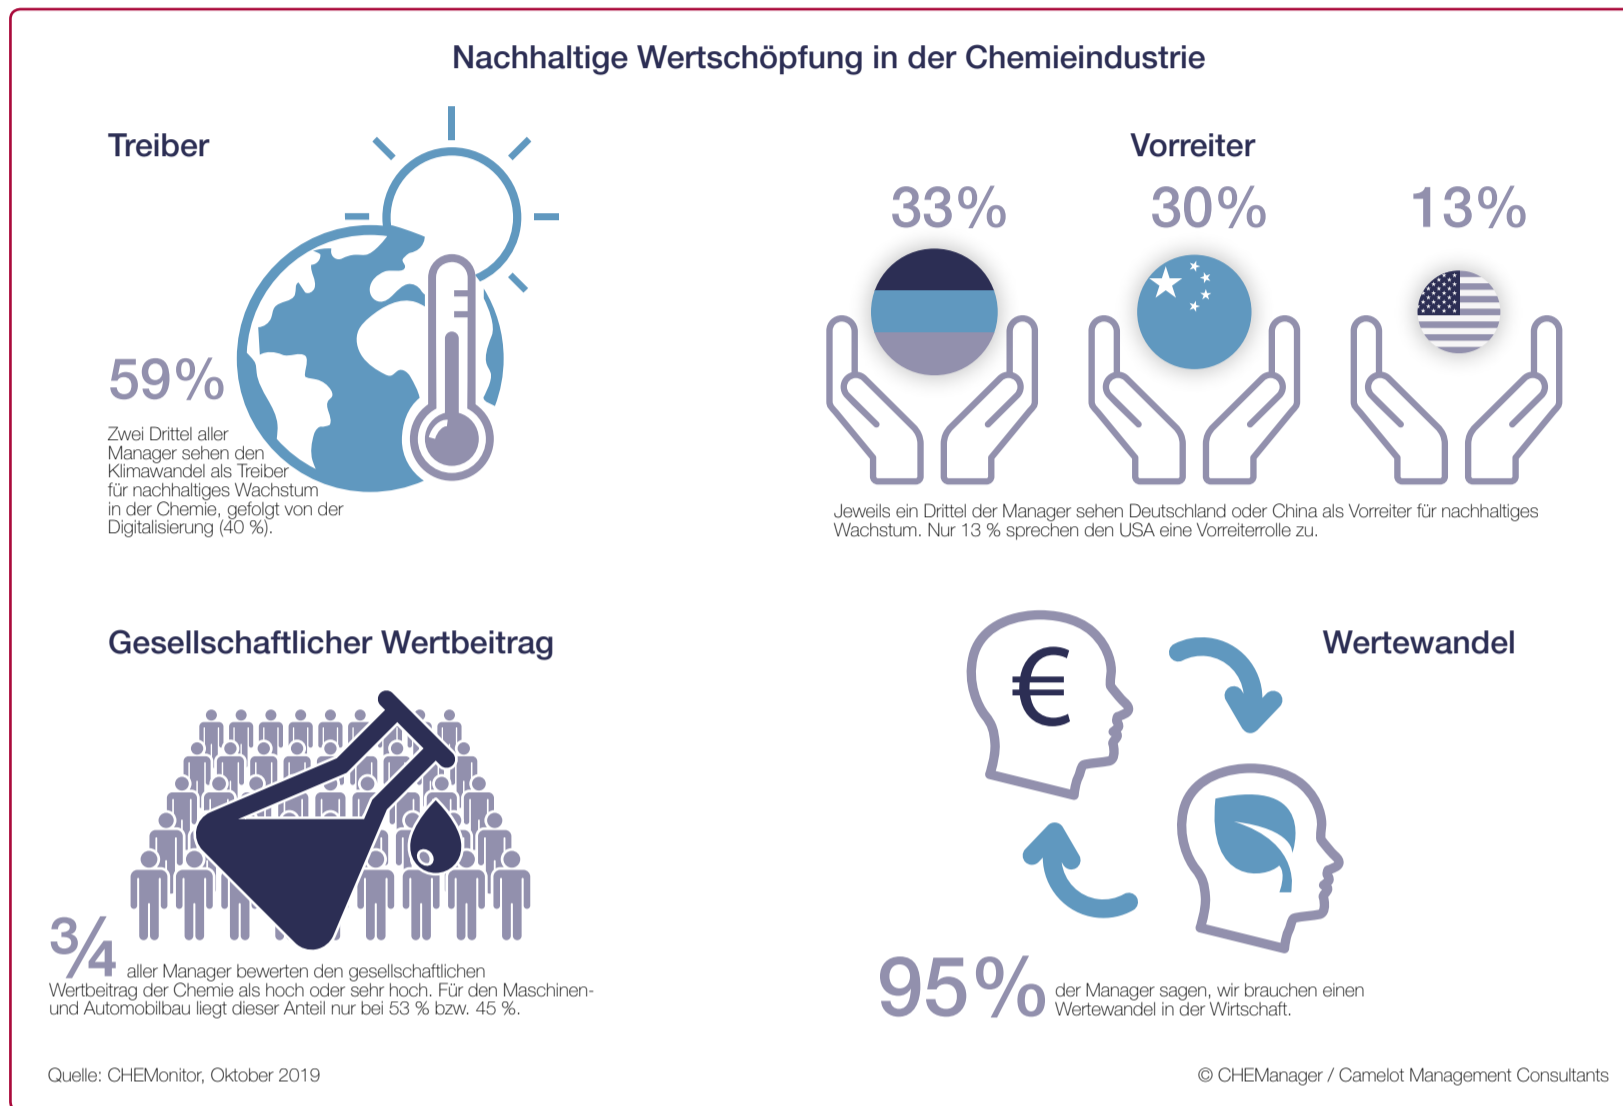 Nachhaltige Wertschöpfung in der Chemieindustrie
Treiber
59%
Zwei Drittel aller
Manager sehen den
Klimawandel als Treiber
für nachhaltiges Wachstum
in der Chemie, gefolgt von der
Digitalisierung (40 %).
Vorreiter
33%
30%
13%
Jeweils ein Drittel der Manager sehen Deutschland oder China als Vorreiter für nachhaltiges
Wachstum. Nur 13 % sprechen den USA eine Vorreiterrolle zu.
Gesellschaftlicher Wertbeitrag
¾ aller Manager bewerten den gesellschaftlichen
Wertbeitrag der Chemie als hoch oder sehr hoch. Für den Maschinen-
und Automobilbau liegt dieser Anteil nur bei 53 % bzw. 45 %.
Wertewandel
€
95% der Manager sagen, wir brauchen einen
Wertewandel in der Wirtschaft.
Quelle: CHEMonitor, Oktober 2019
© CHEManager / Camelot Management Consultants